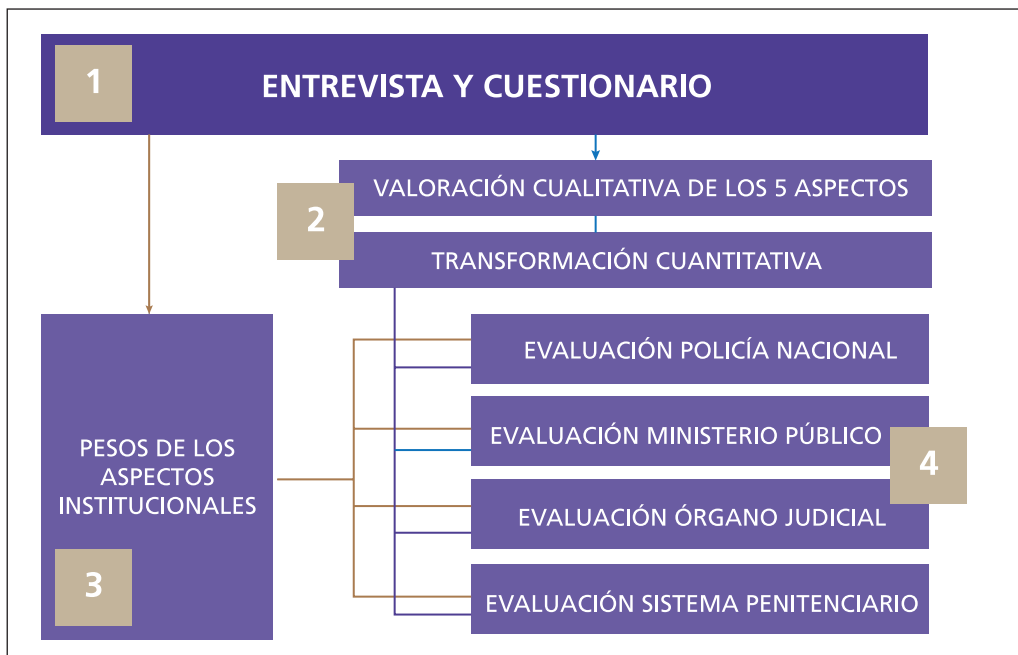 1
ENTREVISTA Y CUESTIONARIO
VALORACIÓN CUALITATIVA DE LOS 5 ASPECTOS
2
TRANSFORMACIÓN CUANTITATIVA
PESOS DE LOS
ASPECTOS
INSTITUCIONALES
3
EVALUACIÓN POLICÍA NACIONAL
EVALUACIÓN MINISTERIO PÚBLICO
4
EVALUACIÓN ÓRGANO JUDICIAL
EVALUACIÓN SISTEMA PENITENCIARIO